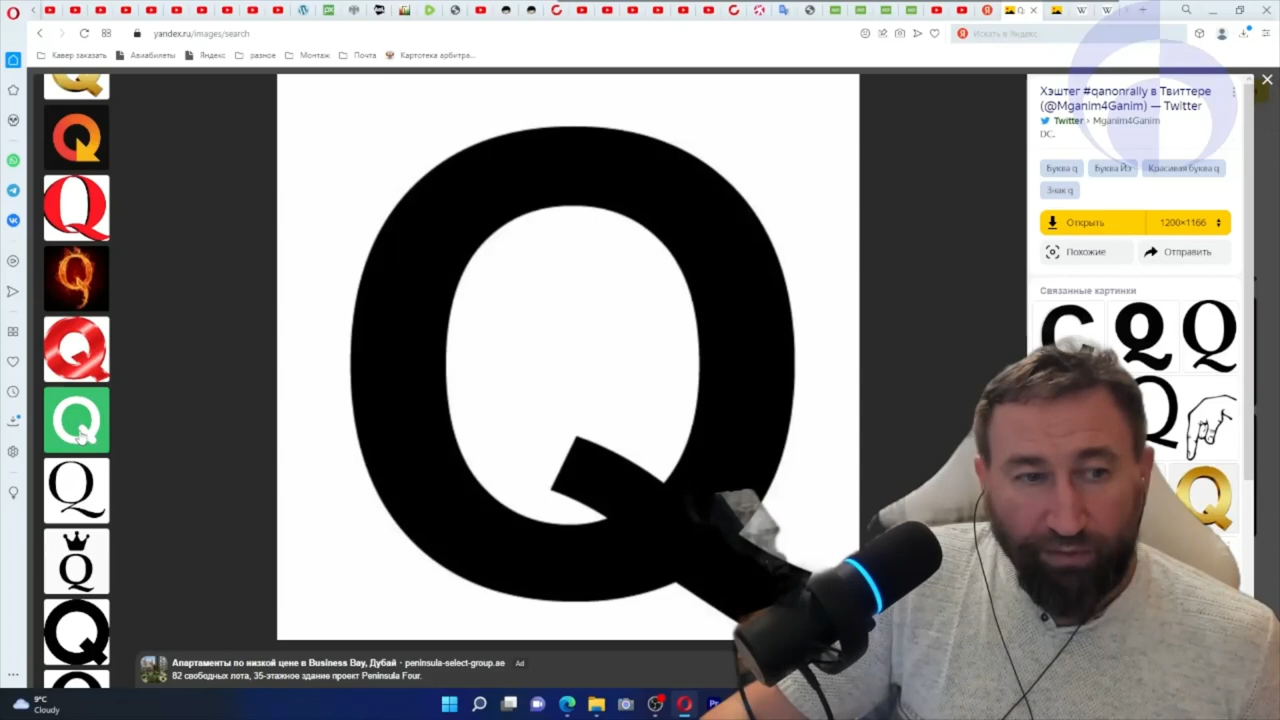 yandex.ru/images/search
Искать в Яндекс
Кавер заказать
Авиабилеты
Яндекс
разное
Монтаж
Почта
Картотека арбитра...
Хэштег #qanonrally в Твиттере
(@Mganim4Ganim) — Twitter
Twitter › Mganim4Ganim
DC.
Буква q
Буква Йэ
Красивая буква q
Знак q
Открыть
1200×1166
Похожие
Отправить
Связанные картинки
Q
Апартаменты по низкой цене в Business Bay, Дубай · peninsula-select-group.ae Ad
82 свободных лота, 35-этажное здание проект Peninsula Four.
9°C
Cloudy